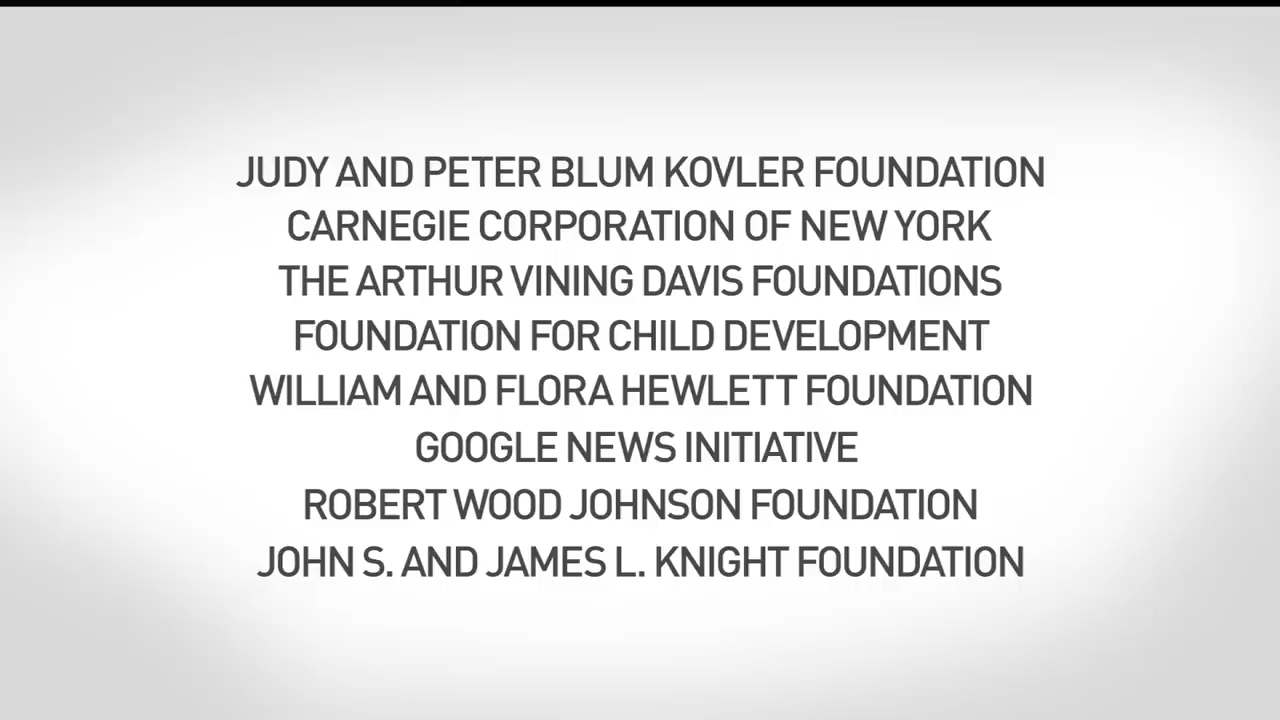 JUDY AND PETER BLUM KOVLER FOUNDATION
CARNEGIE CORPORATION OF NEW YORK
THE ARTHUR VINING DAVIS FOUNDATIONS
FOUNDATION FOR CHILD DEVELOPMENT
WILLIAM AND FLORA HEWLETT FOUNDATION
GOOGLE NEWS INITIATIVE
ROBERT WOOD JOHNSON FOUNDATION
JOHN S. AND JAMES L. KNIGHT FOUNDATION